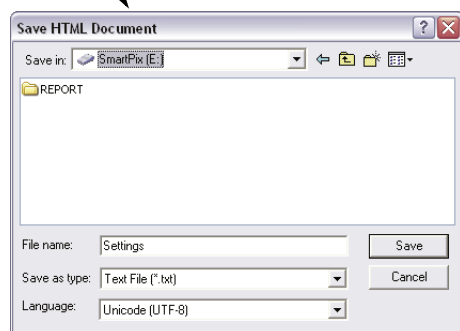 Save HTML Document
Save in: SmartPix (E:)
REPORT
File name: Settings Save
Save as type: Text File (*.txt) Cancel
Language: Unicode (UTF-8)